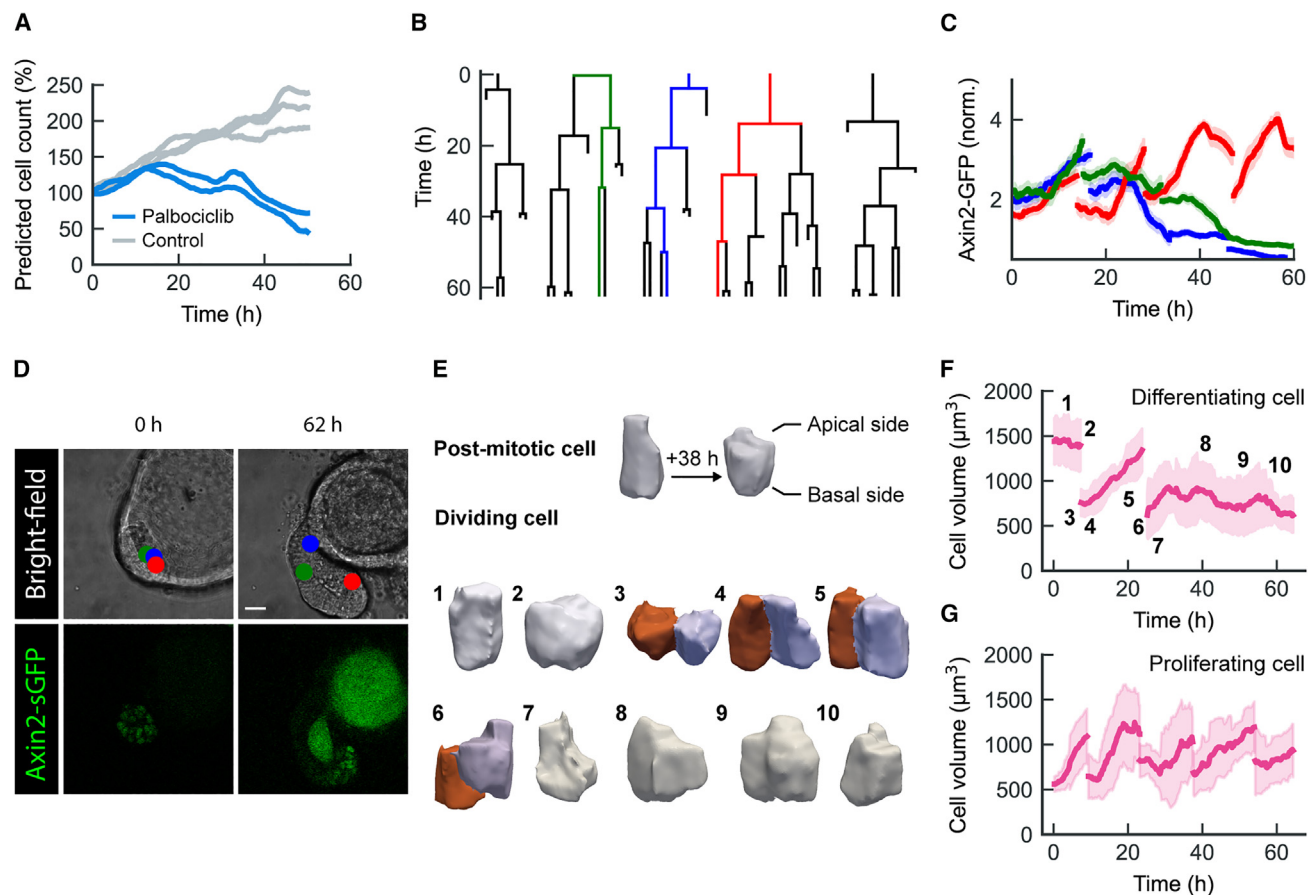 A
Predicted cell count (%)
250
200
150
100
50
0
Palbociclib
Control
0
20
40
60
Time (h)
B
Time (h)
0
20
40
60
C
Axin2-GFP (norm.)
4
2
0
20
40
60
Time (h)
D
0 h
62 h
Bright-field
Axin2-sGFP
E
Post-mitotic cell
+38 h
Apical side
Basal side
Dividing cell
1
2
3
4
5
6
7
8
9
10
F
Cell volume (µm³)
2000
1500
1000
500
0
Differentiating cell
1
2
3
4
5
6
7
8
9
10
0
20
40
60
Time (h)
G
Cell volume (µm³)
2000
1500
1000
500
0
Proliferating cell
0
20
40
60
Time (h)